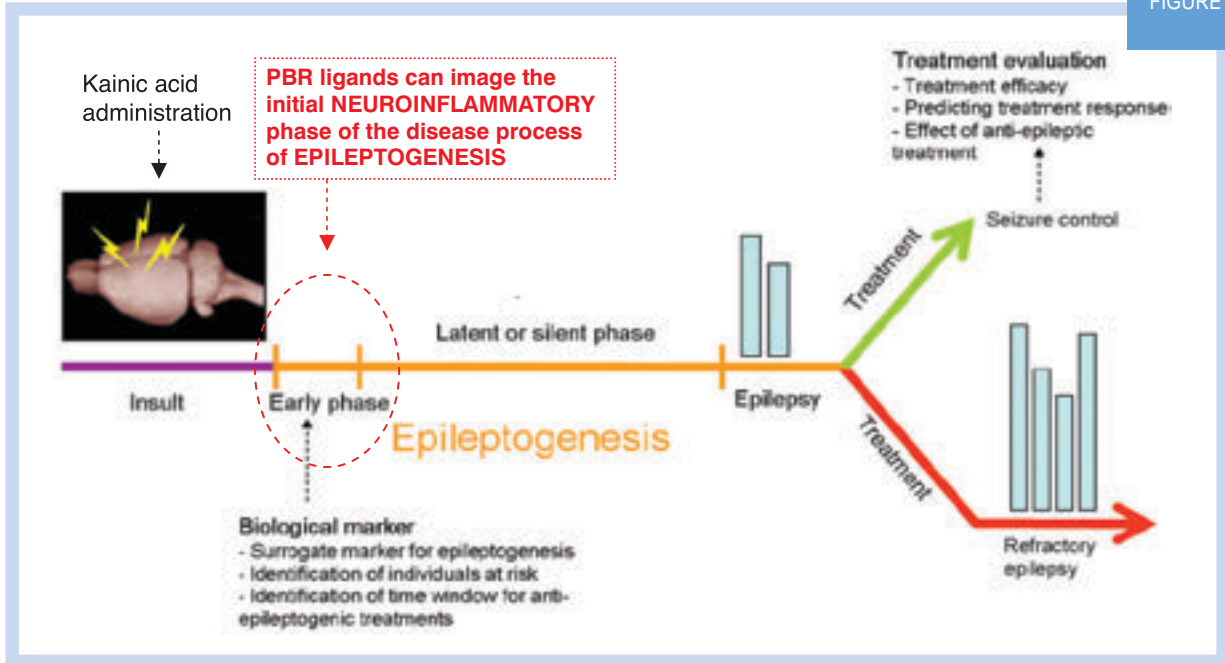 FIGURE
Kainic acid
administration
PBR ligands can image the
initial NEUROINFLAMMATORY
phase of the disease process
of EPILEPTOGENESIS
Treatment evaluation
- Treatment efficacy
- Predicting treatment response
- Effect of anti-epileptic
treatment
Seizure control
Treatment
Latent or silent phase
Insult
Early phase
Epilepsy
Epileptogenesis
Treatment
Biological marker
- Surrogate marker for epileptogenesis
- Identification of individuals at risk
- Identification of time window for anti-
epileptogenic treatments
Refractory
epilepsy